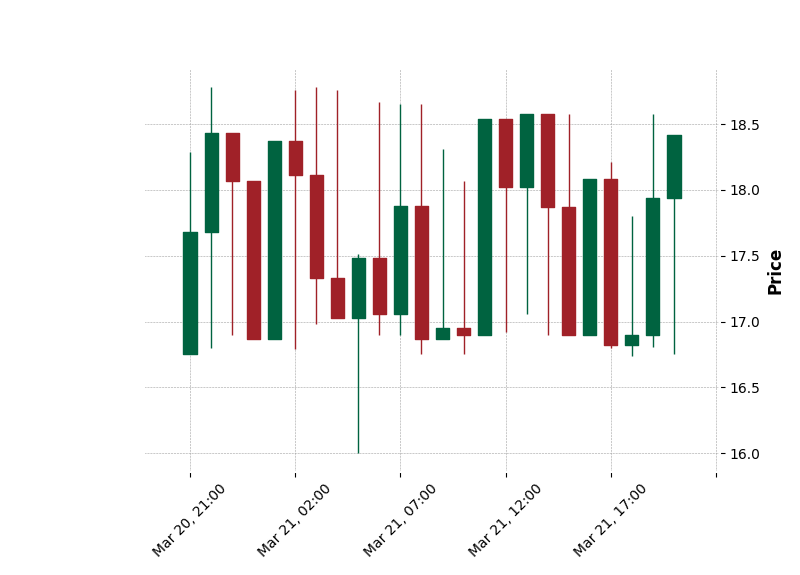 18.5
18.0
17.5
17.0
16.5
16.0
Price
Mar 20, 21:00
Mar 21, 02:00
Mar 21, 07:00
Mar 21, 12:00
Mar 21, 17:00